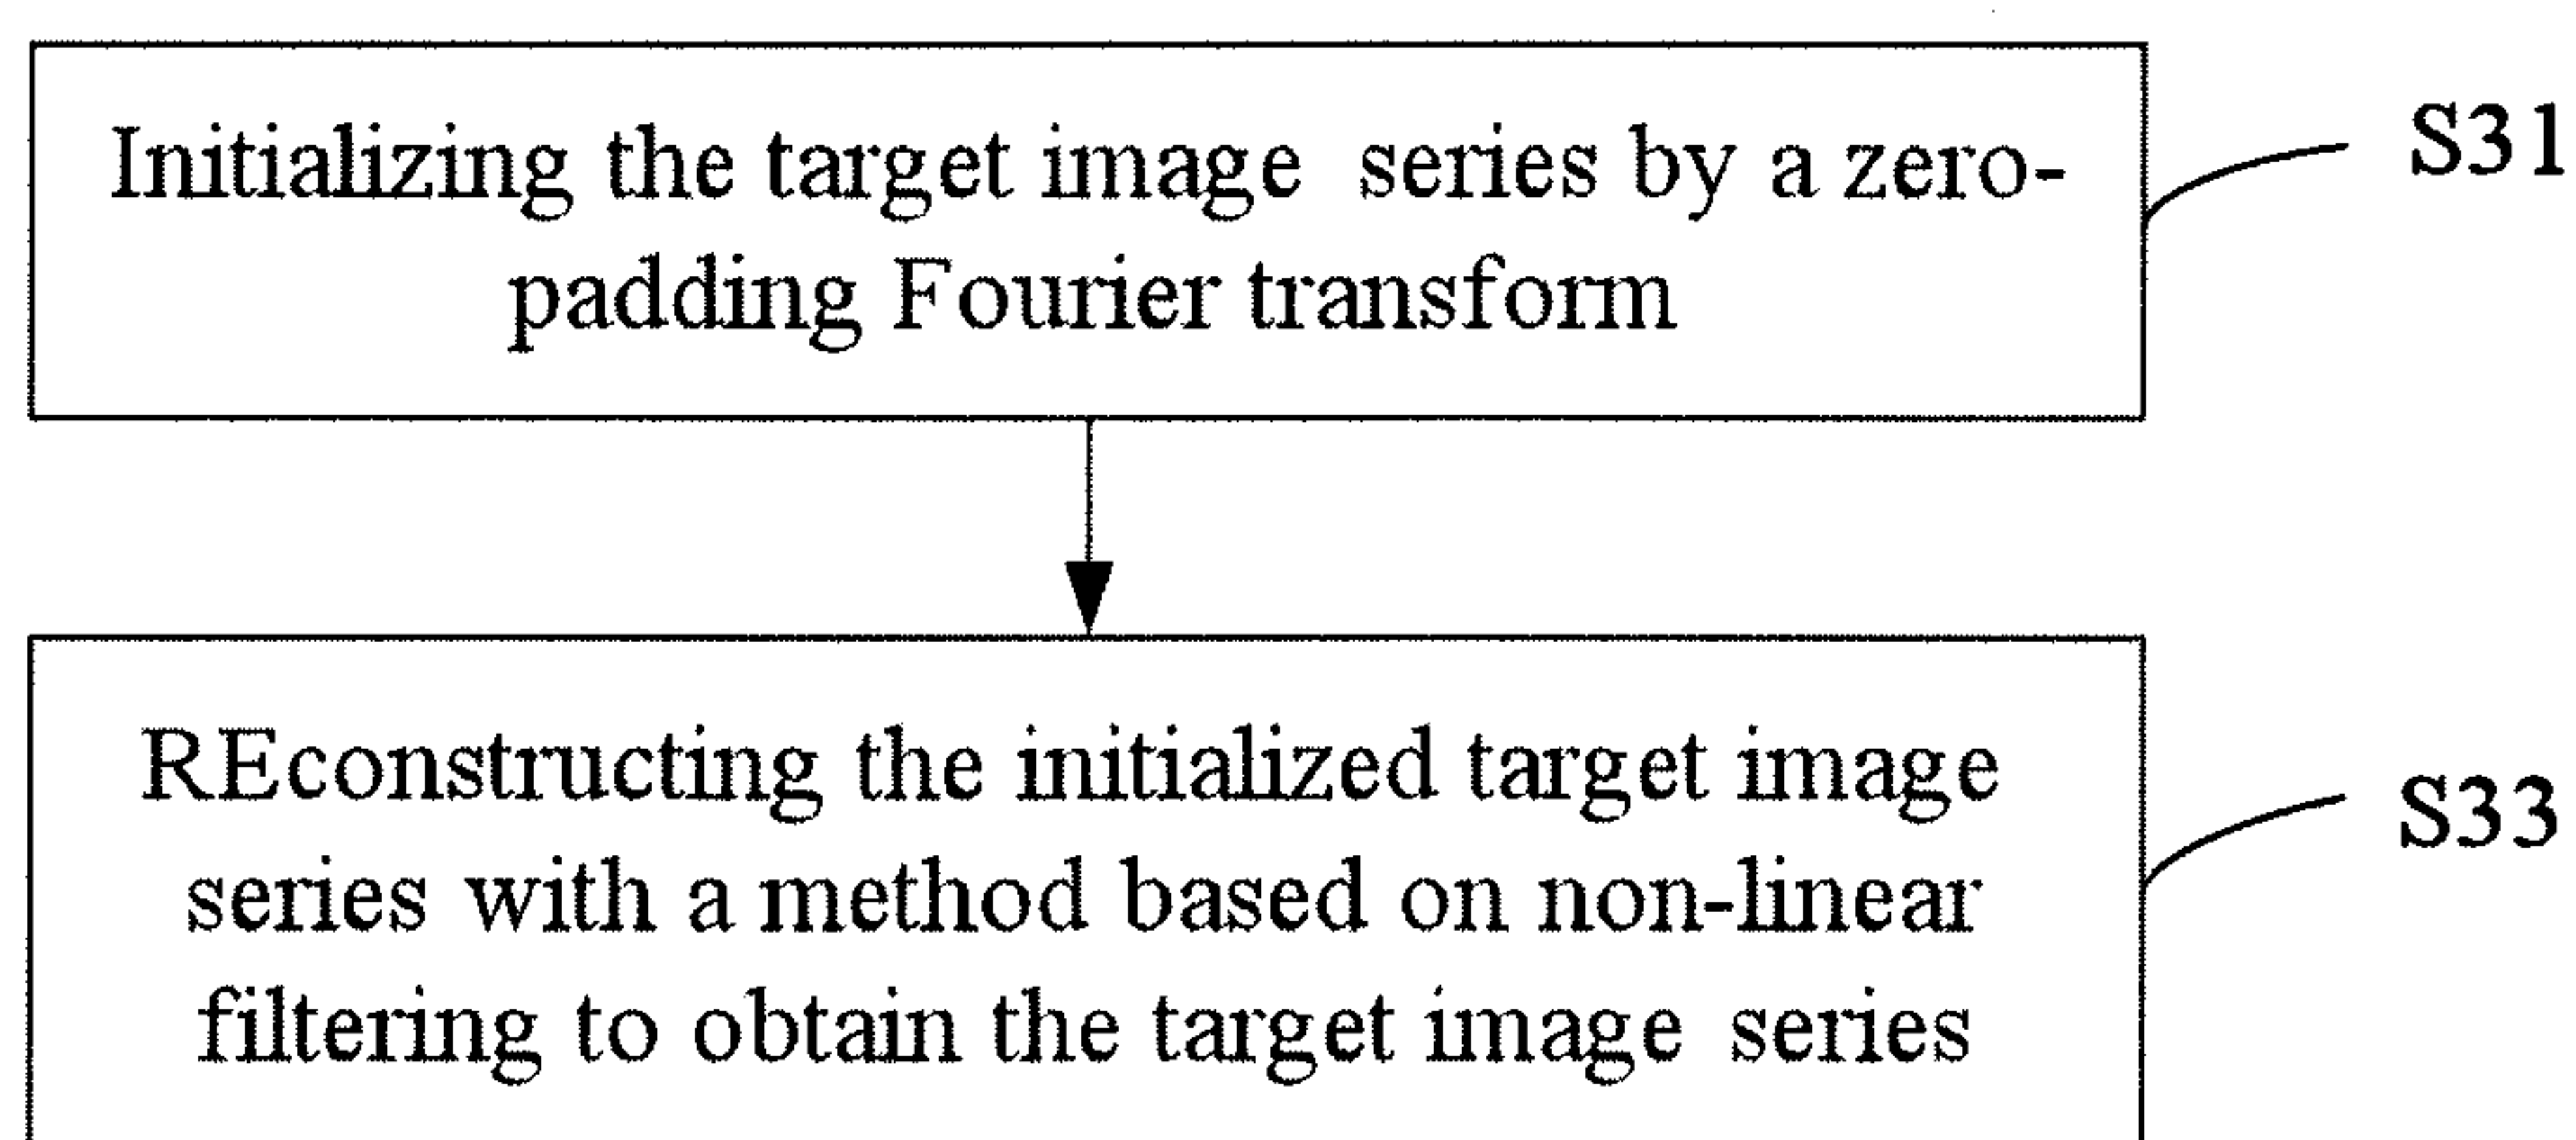 Initializing the target image series by a zero-
padding Fourier transform
S31
REconstructing the initialized target image
series with a method based on non-linear
filtering to obtain the target image series
S33